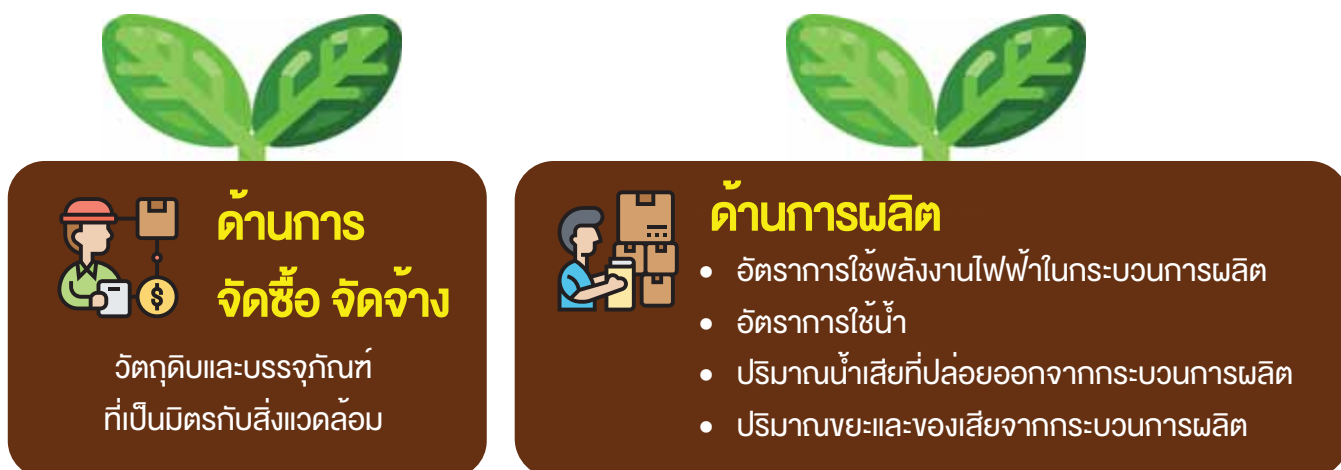 ด้านการ
จัดซื้อ จัดจ้าง
วัตถุดิบและบรรจุภัณฑ์
ที่เป็นมิตรกับสิ่งแวดล้อม
ด้านการผลิต
• อัตราการใช้พลังงานไฟฟ้าในกระบวนการผลิต
• อัตราการใช้น้ำ
• ปริมาณน้ำเสียที่ปล่อยออกจากกระบวนการผลิต
• ปริมาณขยะและของเสียจากกระบวนการผลิต